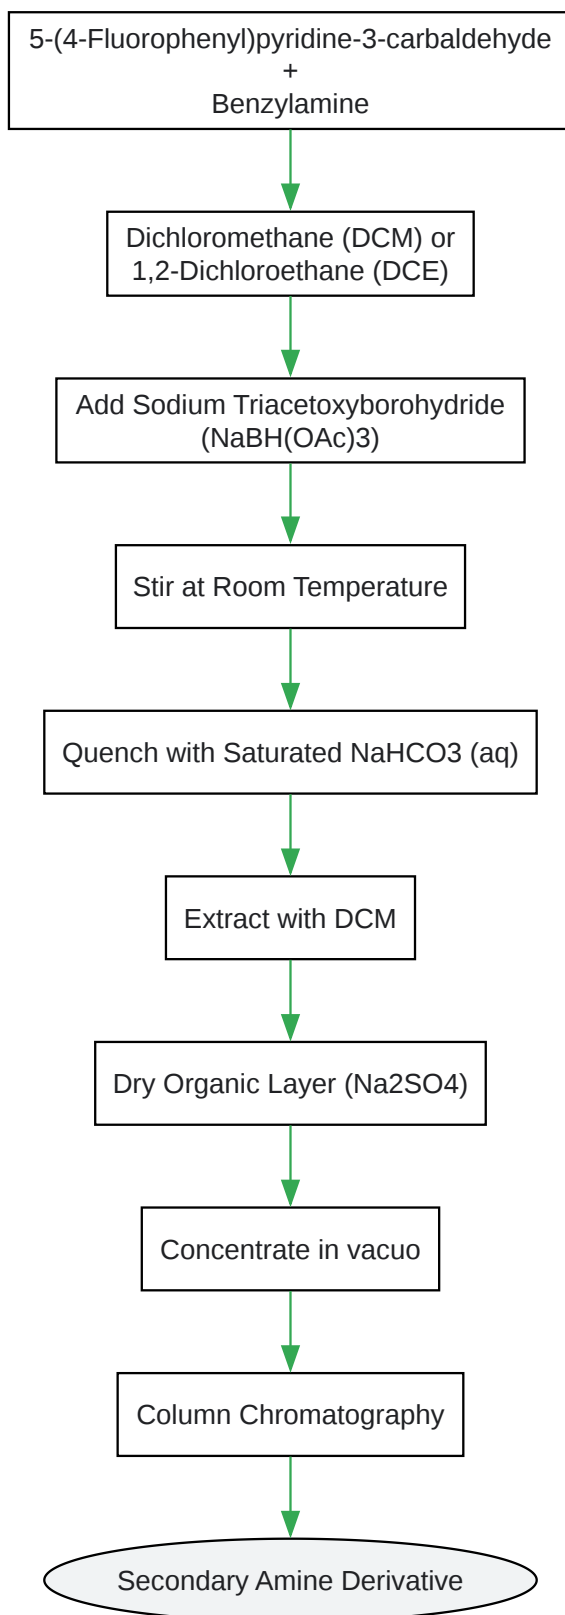 5-(4-Fluorophenyl)pyridine-3-carbaldehyde
+
Benzylamine
Dichloromethane (DCM) or
1,2-Dichloroethane (DCE)
Add Sodium Triacetoxyborohydride
(NaBH(OAc)3)
Stir at Room Temperature
Quench with Saturated NaHCO3 (aq)
Extract with DCM
Dry Organic Layer (Na2SO4)
Concentrate in vacuo
Column Chromatography
Secondary Amine Derivative